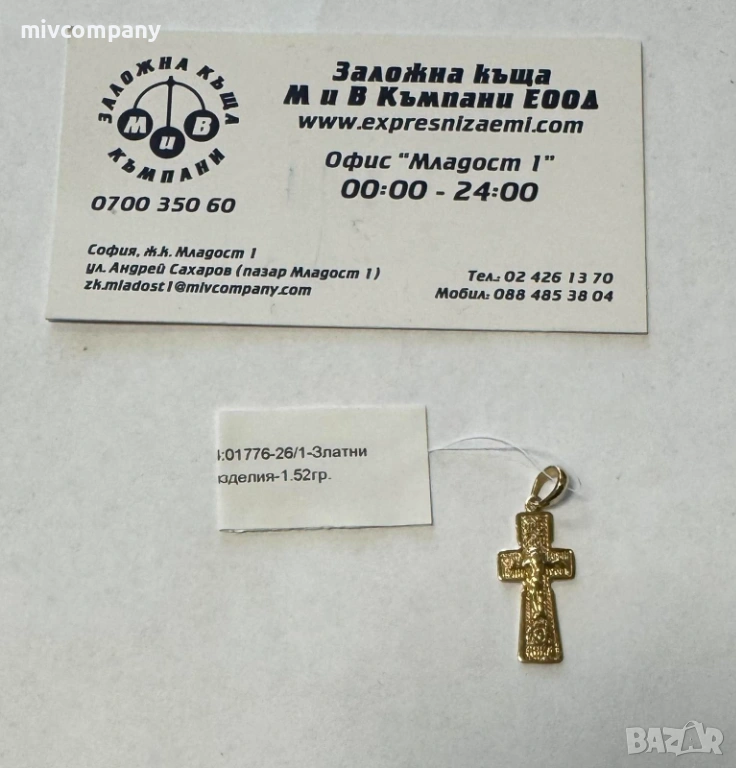 mivcompany
ЗАЛОЖНА КЪЩА
М и В
КЪМПАНИ
0700 350 60
Заложна къща
М и В Къмпани ЕООД
www.expresnizaemi.com
Офис "Младост 1"
00:00 - 24:00
София, ж.к. Младост 1
ул. Андрей Сахаров (пазар Младост 1)
zk.mladost1@mivcompany.com
Тел.: 02 426 13 70
Мобил: 088 485 38 04
:01776-26/1-Златни
зделия-1.52гр.
BAZAR